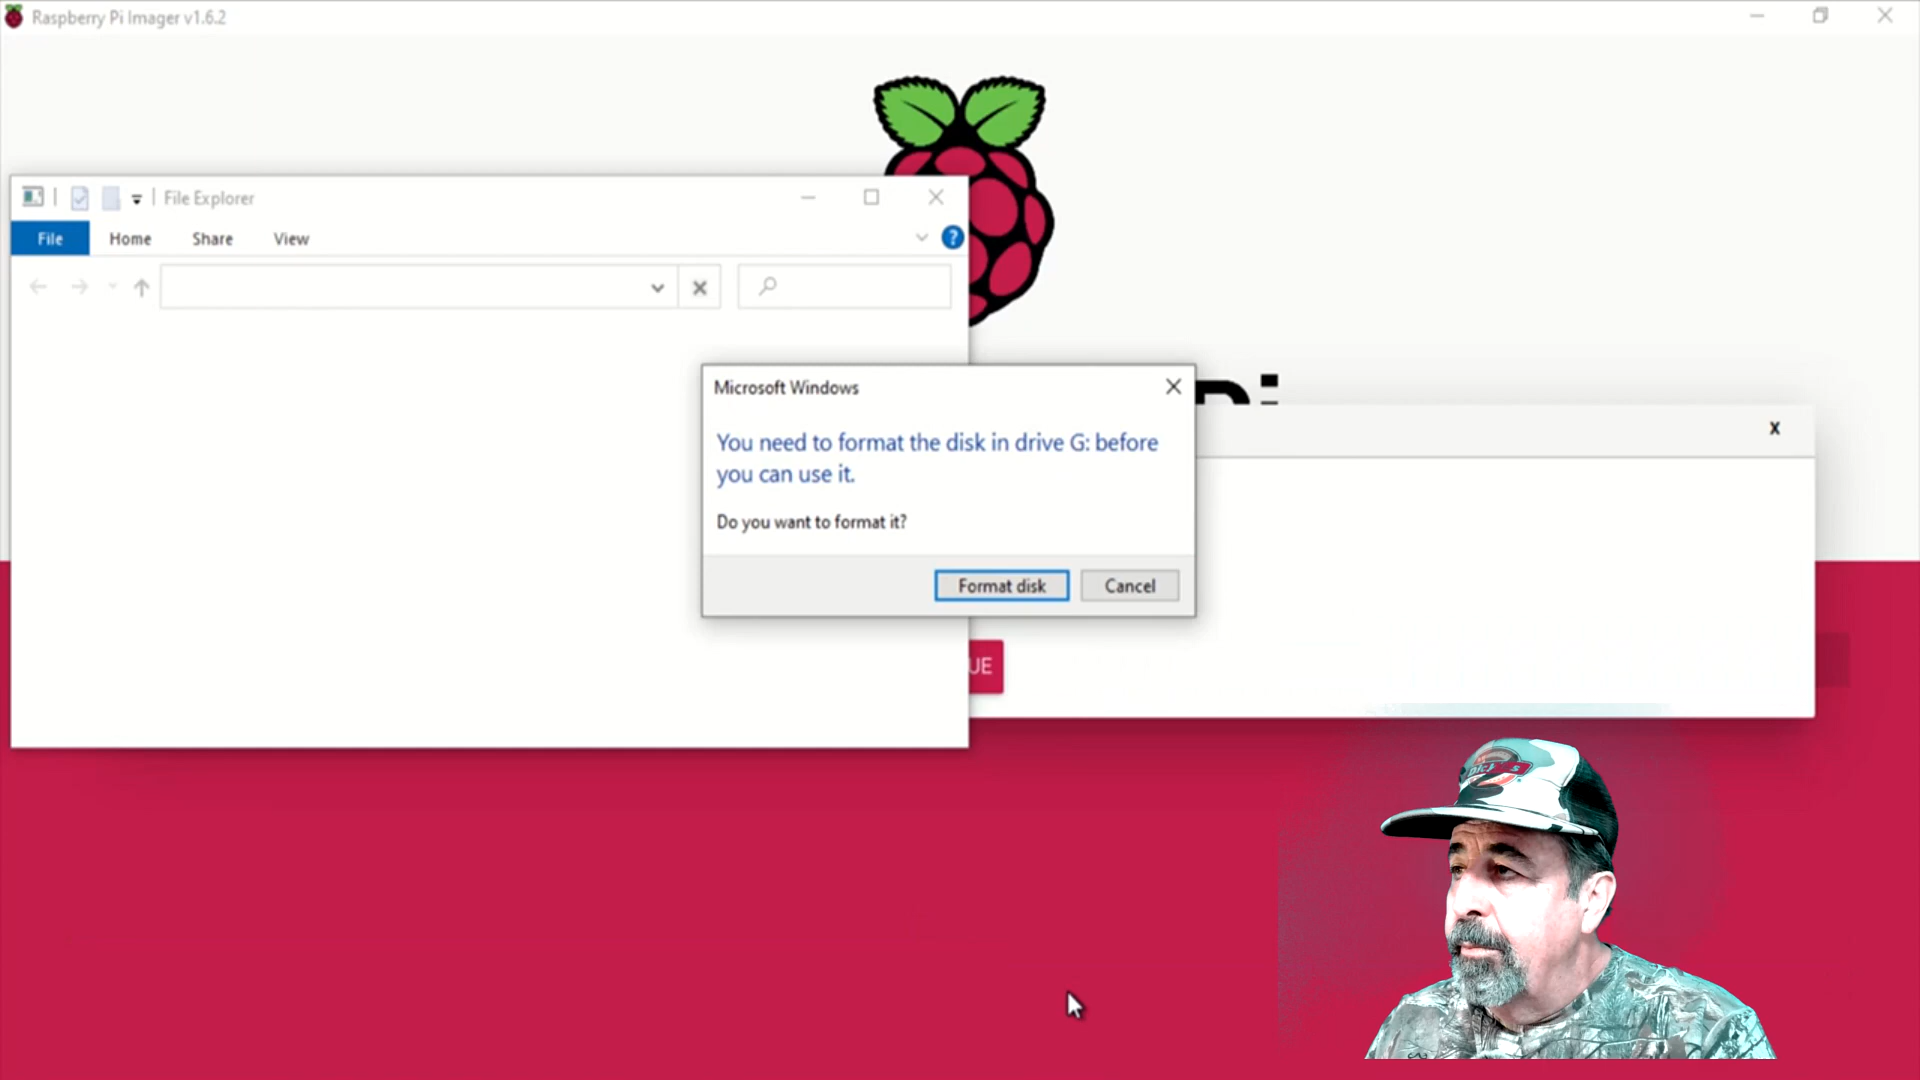 Raspberry Pi Imager v1.6.2
File Explorer
File
Home
Share
View
?
Microsoft Windows
You need to format the disk in drive G: before
you can use it.
Do you want to format it?
Format disk
Cancel
X
UE